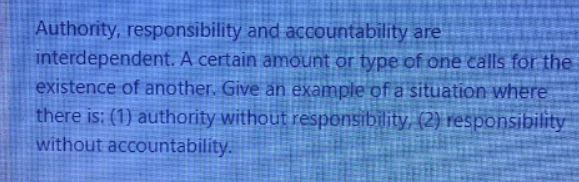 Authority, responsibility and accountability are
interdependent. A certain amount or type of one calls for the
existence of another. Give an example of a situation where
there is: (1) authority without responsibility, (2) responsibility
without accountability.